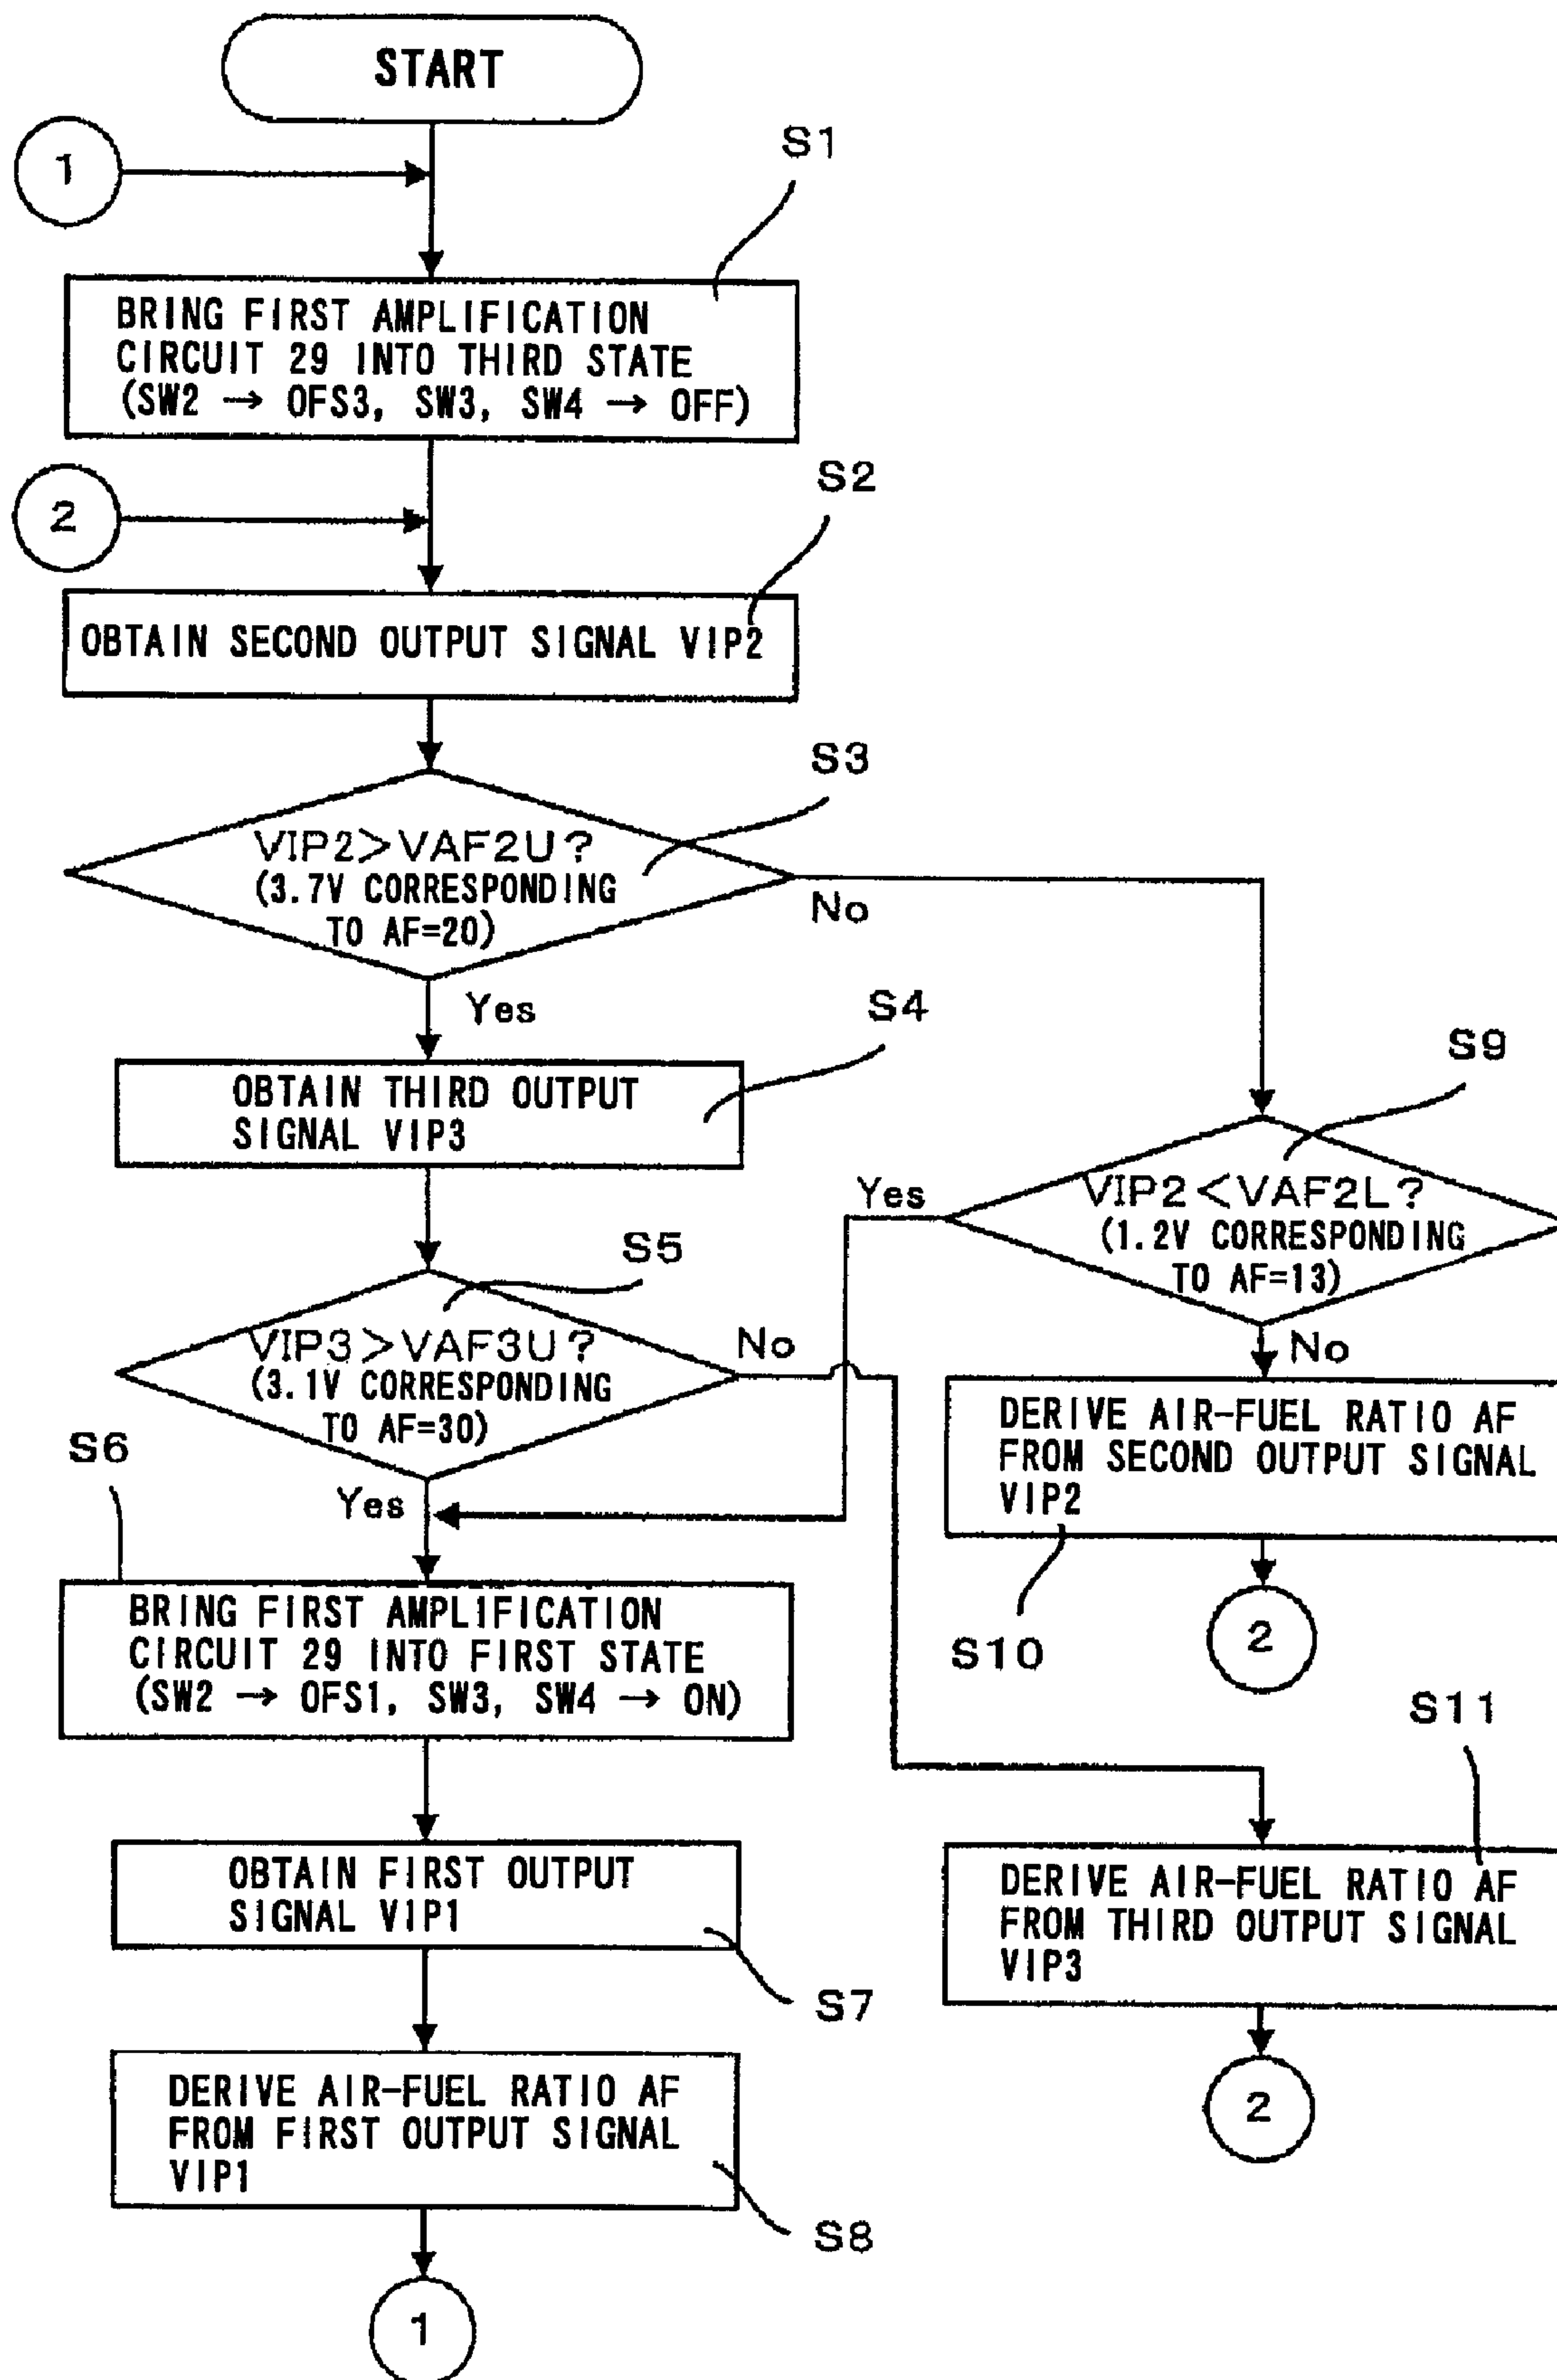 START
1
S1
BRING FIRST AMPLIFICATION
CIRCUIT 29 INTO THIRD STATE
(SW2 → OFS3, SW3, SW4 → OFF)
2
S2
OBTAIN SECOND OUTPUT SIGNAL VIP2
S3
VIP2>VAF2U?
(3.7V CORRESPONDING
TO AF=20)
No
Yes
S4
OBTAIN THIRD OUTPUT
SIGNAL VIP3
S9
VIP2<VAF2L?
(1.2V CORRESPONDING
TO AF=13)
Yes
No
S5
VIP3>VAF3U?
(3.1V CORRESPONDING
TO AF=30)
No
Yes
DERIVE AIR-FUEL RATIO AF
FROM SECOND OUTPUT SIGNAL
VIP2
S10
2
S6
BRING FIRST AMPLIFICATION
CIRCUIT 29 INTO FIRST STATE
(SW2 → OFS1, SW3, SW4 → ON)
S11
OBTAIN FIRST OUTPUT
SIGNAL VIP1
S7
DERIVE AIR-FUEL RATIO AF
FROM THIRD OUTPUT SIGNAL
VIP3
2
DERIVE AIR-FUEL RATIO AF
FROM FIRST OUTPUT SIGNAL
VIP1
S8
1